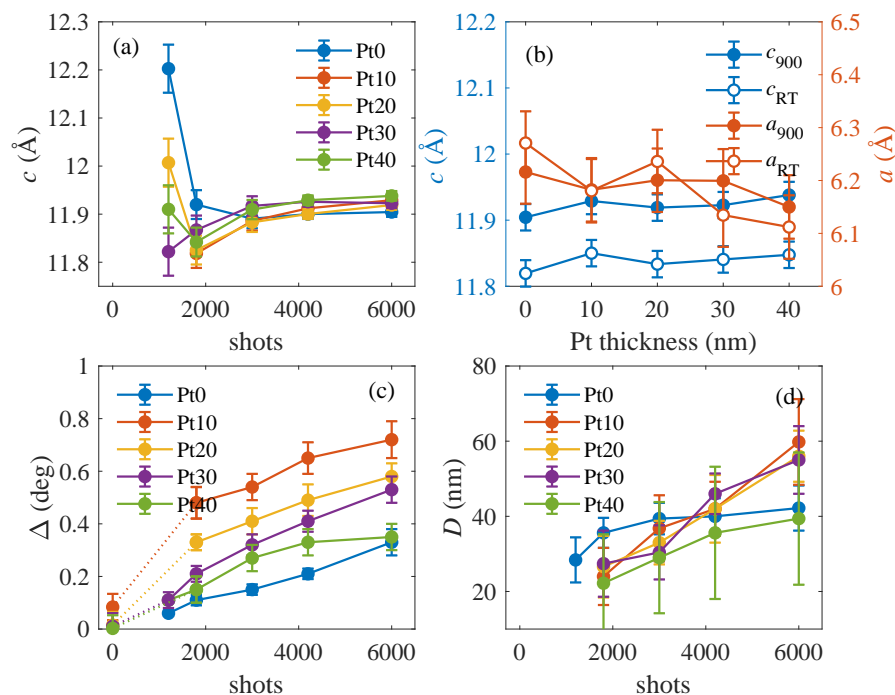 (a)
Pt0
Pt10
Pt20
Pt30
Pt40
12.3
12.2
12.1
12
11.9
11.8
c (Å)
0 2000 4000 6000
shots
(b)
c900
cRT
a900
aRT
12.2
12.1
12
11.9
11.8
c (Å)
6.5
6.4
6.3
6.2
6.1
6
a (Å)
0 10 20 30 40
Pt thickness (nm)
(c)
Pt0
Pt10
Pt20
Pt30
Pt40
1
0.8
0.6
0.4
0.2
0
Δ (deg)
0 2000 4000 6000
shots
(d)
Pt0
Pt10
Pt20
Pt30
Pt40
80
60
40
20
D (nm)
0 2000 4000 6000
shots